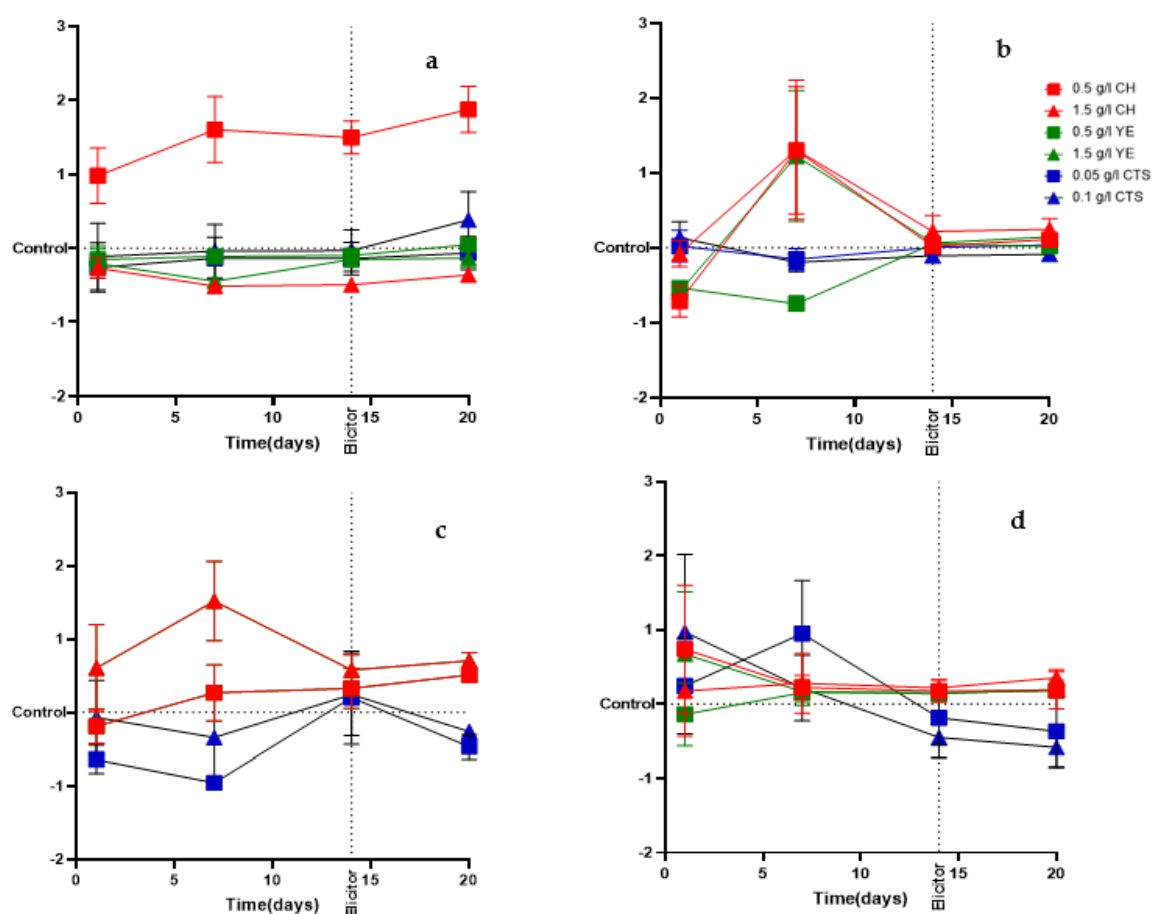 3
2
1
Control
-1
-2
0
5
10
15
20
Time(days)
Elicitor
a
3
2
1
Control
-1
-2
0
5
10
15
20
Time(days)
Elicitor
b
0.5 g/l CH
1.5 g/l CH
0.5 g/l YE
1.5 g/l YE
0.05 g/l CTS
0.1 g/l CTS
3
2
1
Control
-1
-2
0
5
10
15
20
Time(days)
Elicitor
c
3
2
1
Control
-1
-2
0
5
10
15
20
Time(days)
Elicitor
d